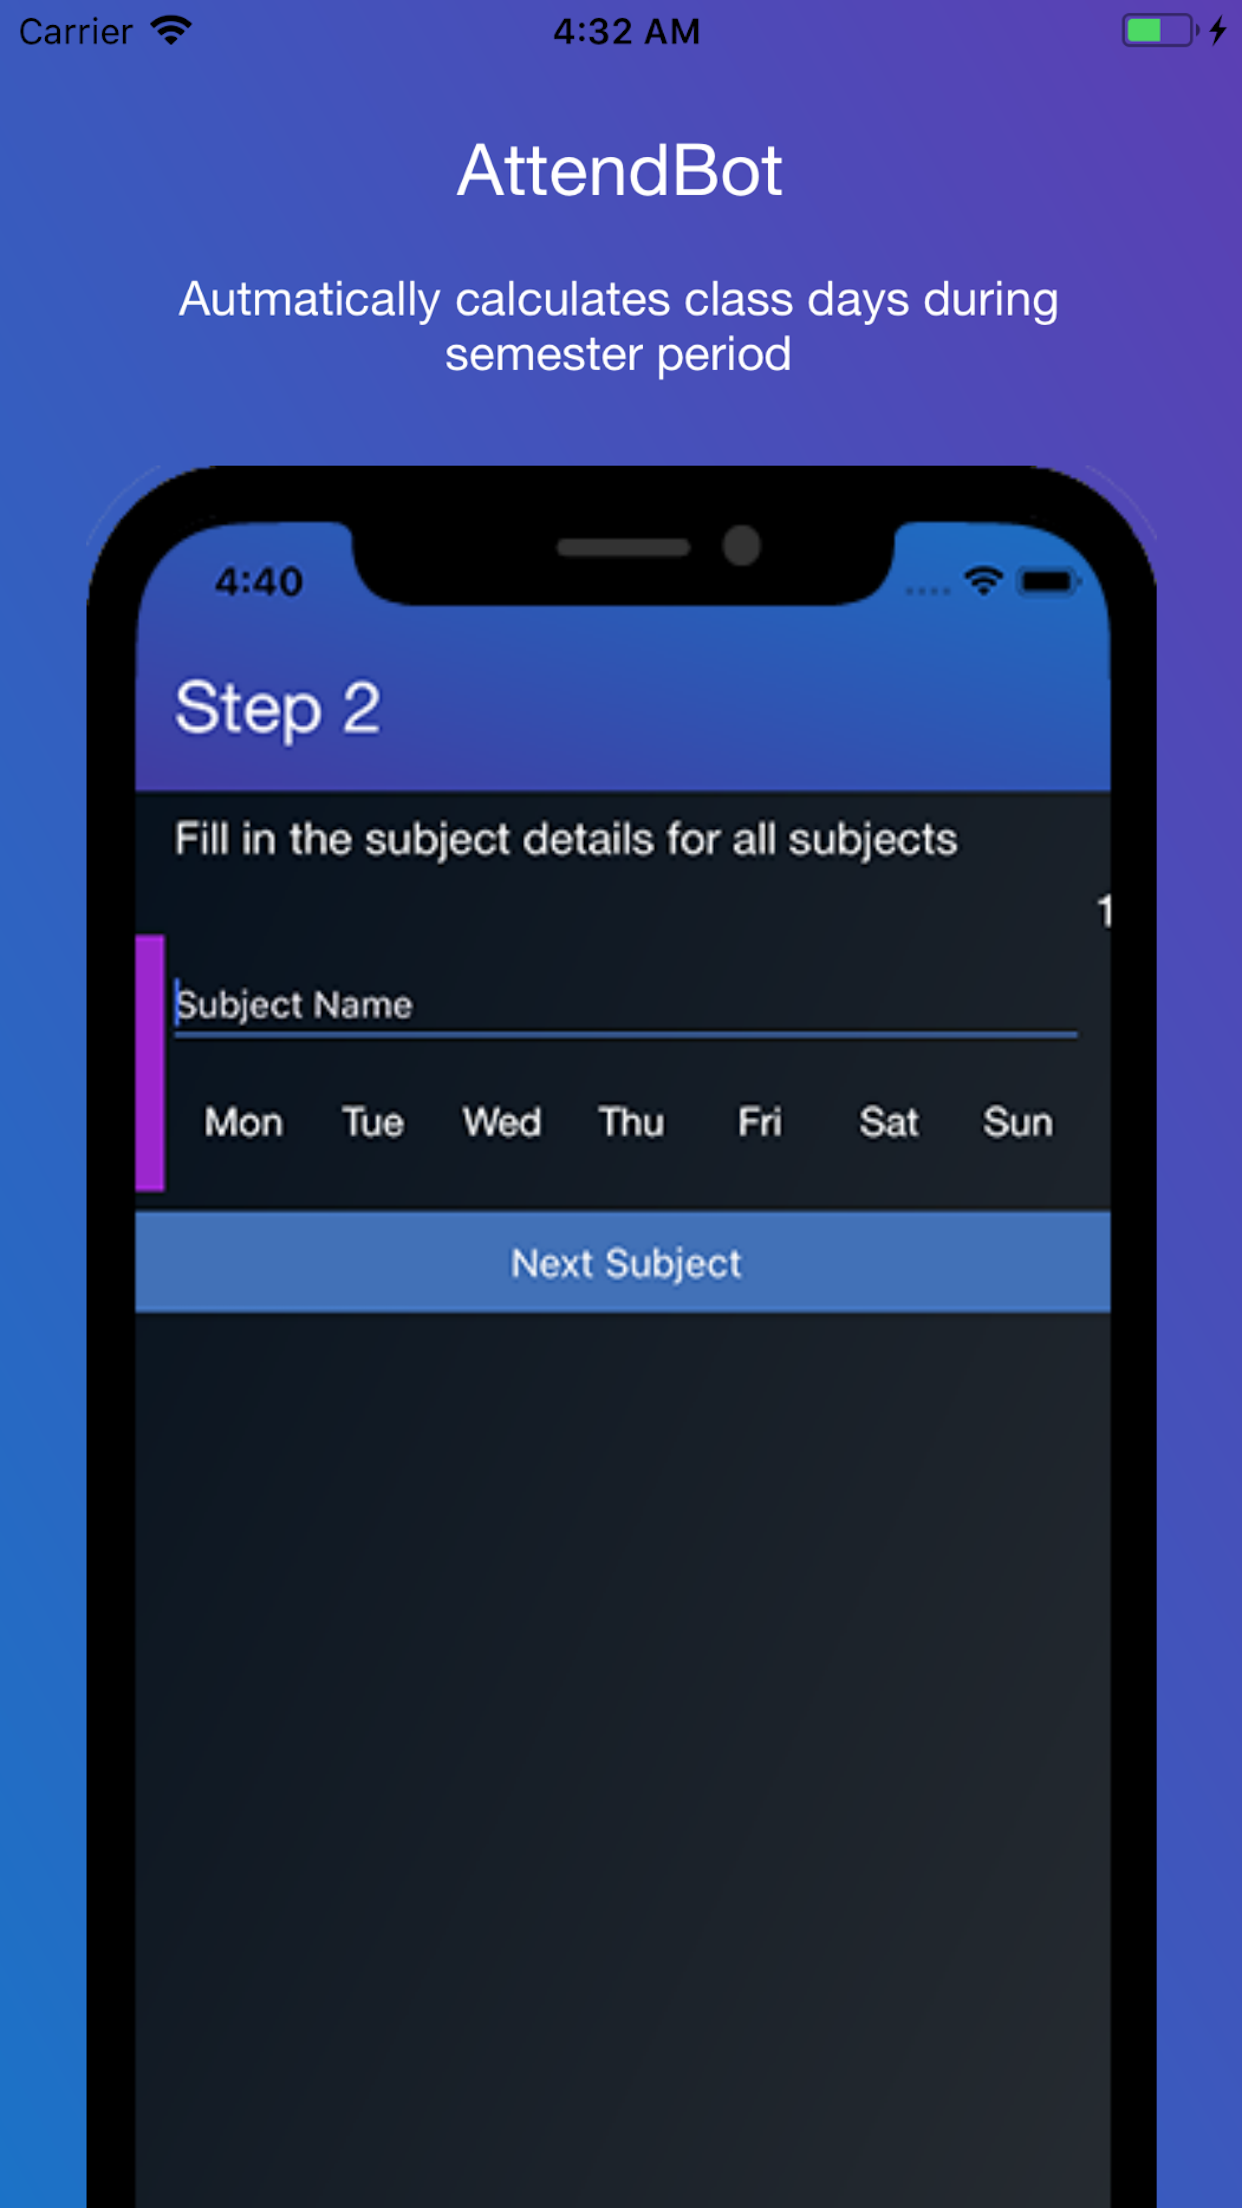 Carrier 4:32 AM
AttendBot
Autmatically calculates class days during
semester period
4:40
Step 2
Fill in the subject details for all subjects
1
Subject Name
Mon Tue Wed Thu Fri Sat Sun
Next Subject